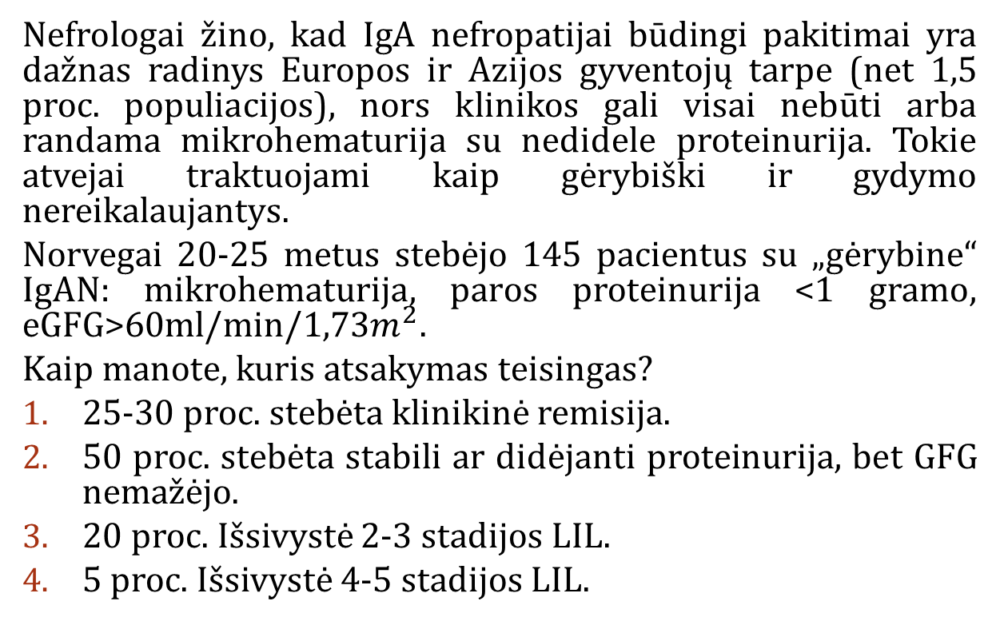 Nefrologai žino, kad IgA nefropatijai būdingi pakitimai yra
dažnas radinys Europos ir Azijos gyventojų tarpe (net 1,5
proc. populiacijos), nors klinikos gali visai nebūti arba
randama mikrohematurija su nedidele proteinurija. Tokie
atvejai traktuojami kaip gėrybiški ir gydymo
nereikalaujantys.
Norvegai 20-25 metus stebėjo 145 pacientus su „gėrybine“
IgAN: mikrohematurija, paros proteinurija <1 gramo,
eGFG>60ml/min/1,73m².
Kaip manote, kuris atsakymas teisingas?
1. 25-30 proc. stebėta klinikinė remisija.
2. 50 proc. stebėta stabili ar didėjanti proteinurija, bet GFG
nemažėjo.
3. 20 proc. Išsivystė 2-3 stadijos LIL.
4. 5 proc. Išsivystė 4-5 stadijos LIL.